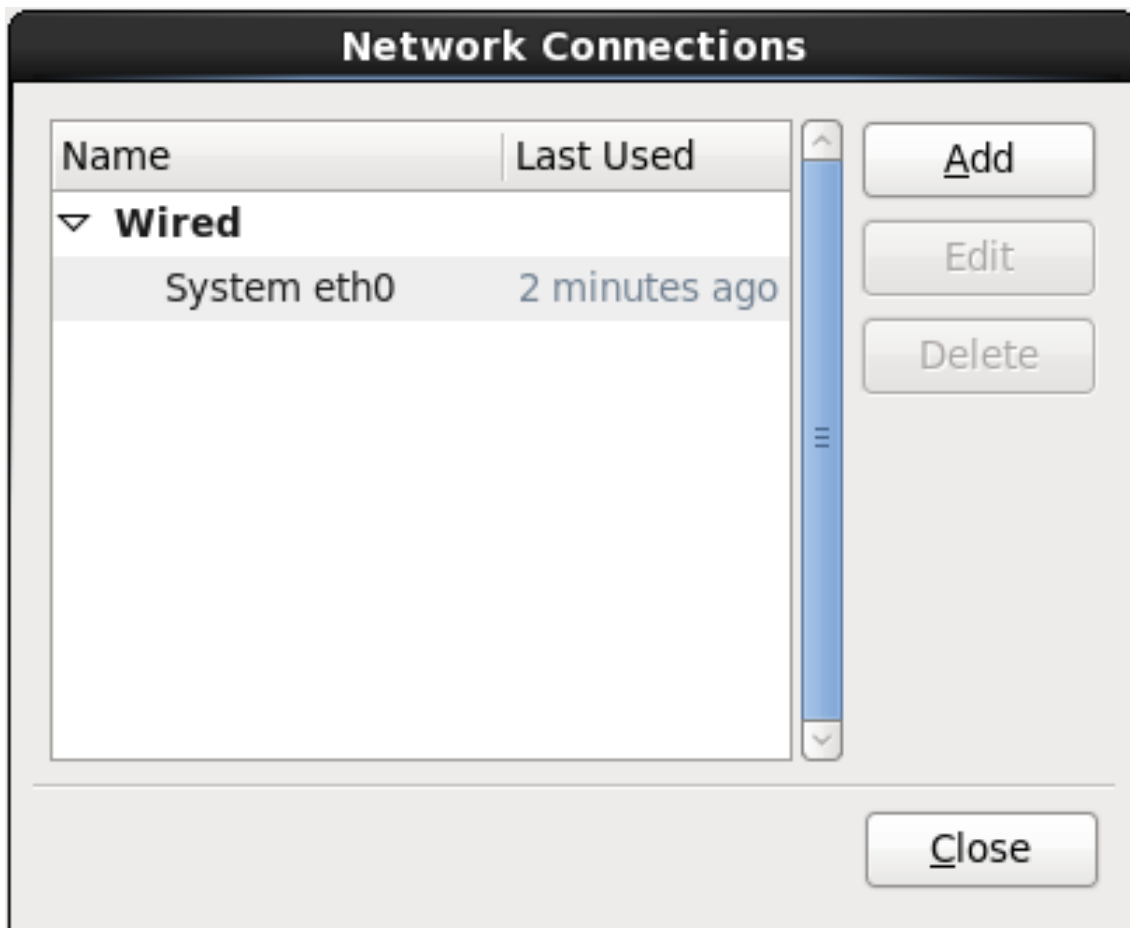 Network Connections
Name Last Used Add
Wired
Edit
System eth0 2 minutes ago
Delete
Close